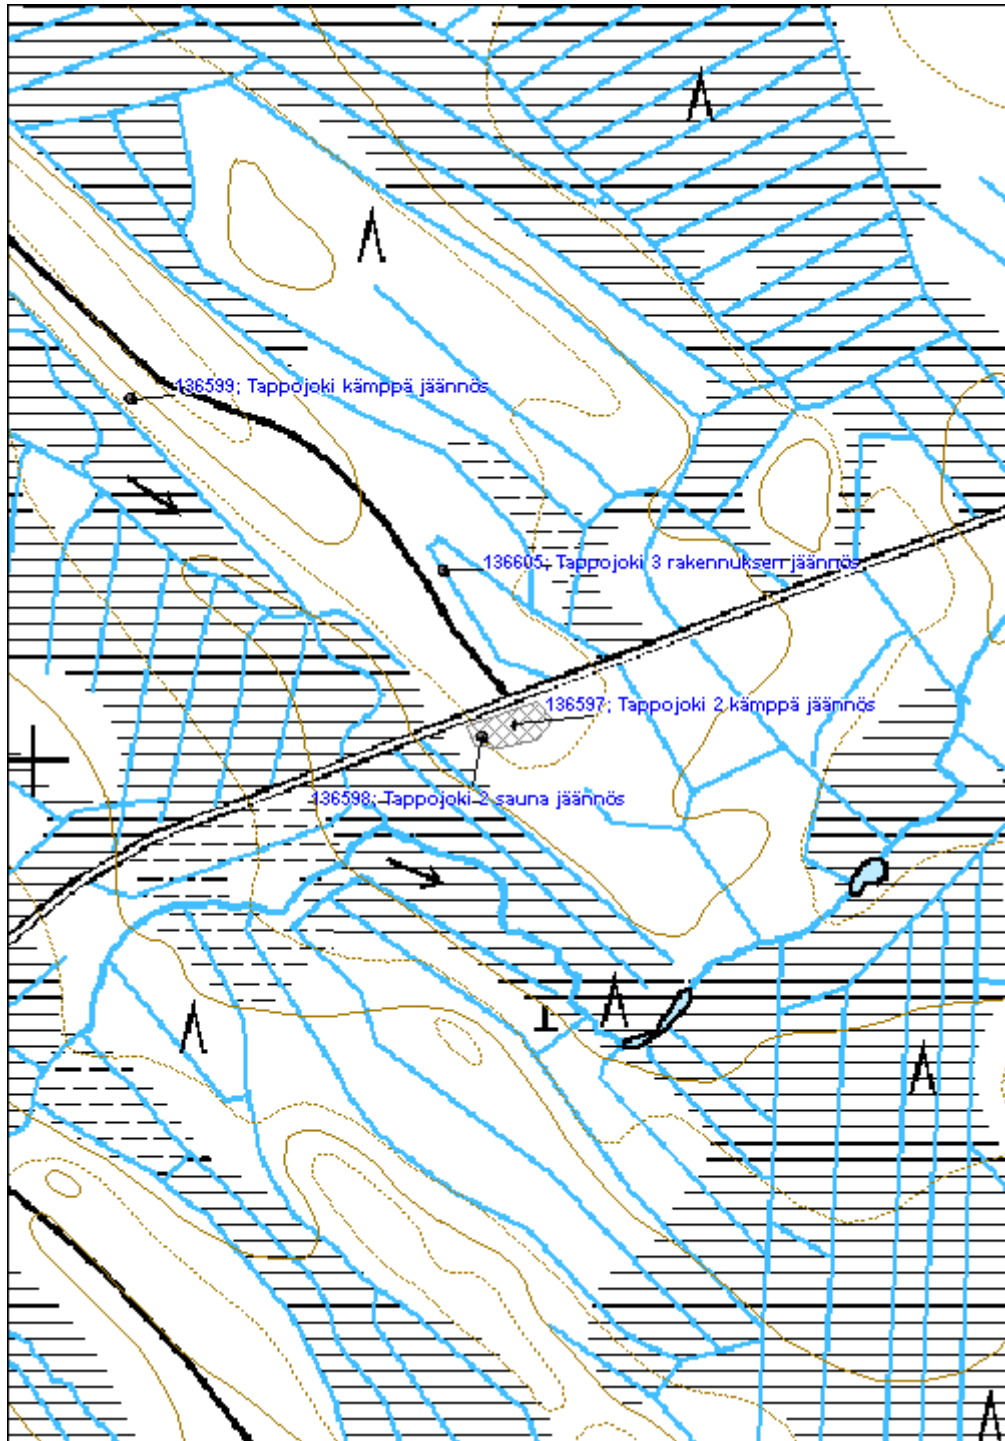 136599; Tappojoki kämppä jäännös
136605; Tappojoki 3 rakennuksen jäännös
136597; Tappojoki 2 kämppä jäännös
136598; Tappojoki 2 sauna jäännös